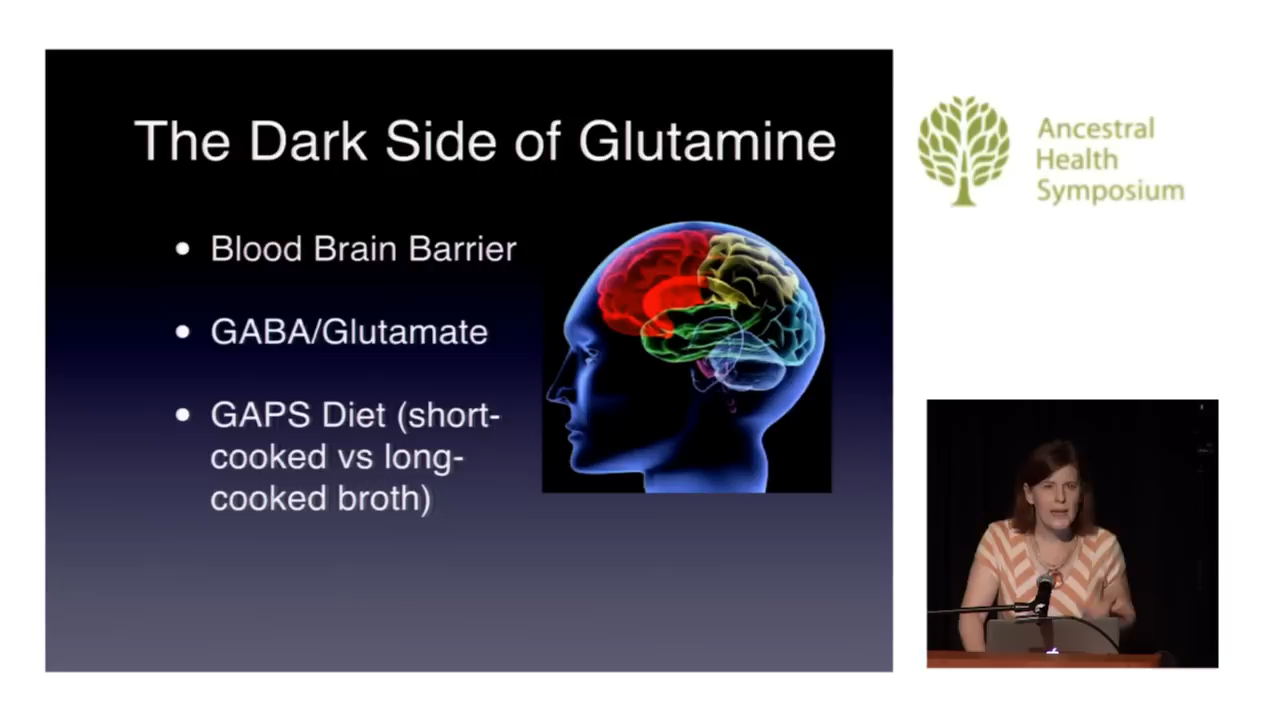 The Dark Side of Glutamine
• Blood Brain Barrier
• GABA/Glutamate
• GAPS Diet (short-
cooked vs long-
cooked broth)
Ancestral
Health
Symposium